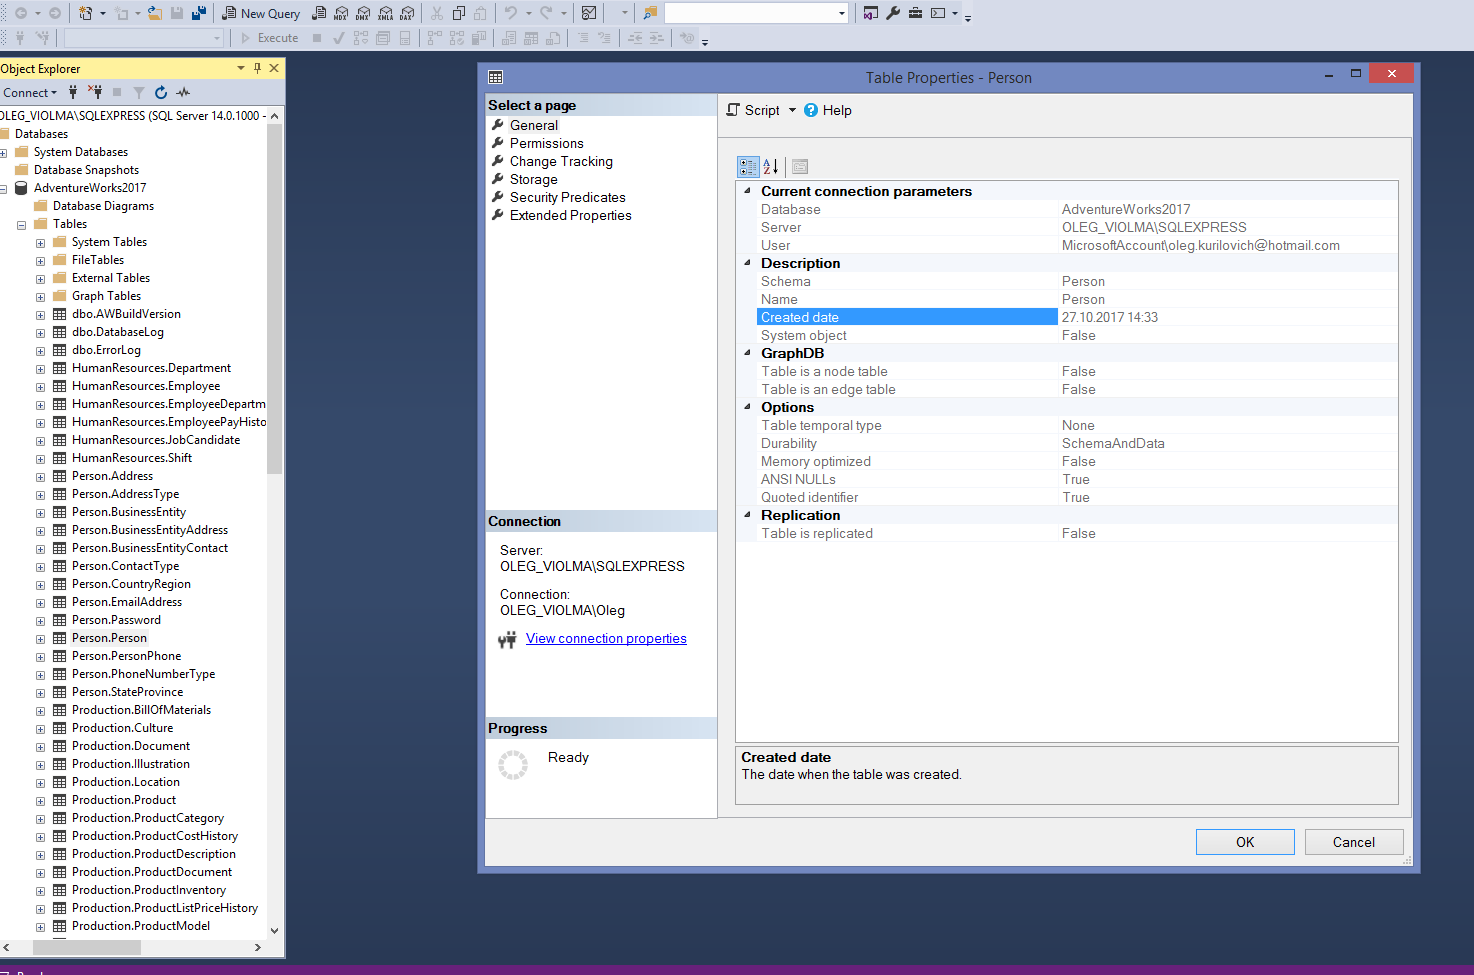 New Query
MDX
DMX
XMLA
DAX
Execute
Object Explorer
Connect
OLEG_VIOLMA\SQLEXPRESS (SQL Server 14.0.1000 -
Databases
System Databases
Database Snapshots
AdventureWorks2017
Database Diagrams
Tables
System Tables
FileTables
External Tables
Graph Tables
dbo.AWBuildVersion
dbo.DatabaseLog
dbo.ErrorLog
HumanResources.Department
HumanResources.Employee
HumanResources.EmployeeDepartm
HumanResources.EmployeePayHisto
HumanResources.JobCandidate
HumanResources.Shift
Person.Address
Person.AddressType
Person.BusinessEntity
Person.BusinessEntityAddress
Person.BusinessEntityContact
Person.ContactType
Person.CountryRegion
Person.EmailAddress
Person.Password
Person.Person
Person.PersonPhone
Person.PhoneNumberType
Person.StateProvince
Production.BillOfMaterials
Production.Culture
Production.Document
Production.Illustration
Production.Location
Production.Product
Production.ProductCategory
Production.ProductCostHistory
Production.ProductDescription
Production.ProductDocument
Production.ProductInventory
Production.ProductListPriceHistory
Production.ProductModel
Table Properties - Person
Select a page
General
Permissions
Change Tracking
Storage
Security Predicates
Extended Properties
Connection
Server:
OLEG_VIOLMA\SQLEXPRESS
Connection:
OLEG_VIOLMA\Oleg
View connection properties
Progress
Ready
Script Help
Current connection parameters
Database AdventureWorks2017
Server OLEG_VIOLMA\SQLEXPRESS
User MicrosoftAccount\oleg.kurilovich@hotmail.com
Description
Schema Person
Name Person
Created date 27.10.2017 14:33
System object False
GraphDB
Table is a node table False
Table is an edge table False
Options
Table temporal type None
Durability SchemaAndData
Memory optimized False
ANSI NULLs True
Quoted identifier True
Replication
Table is replicated False
Created date
The date when the table was created.
OK Cancel